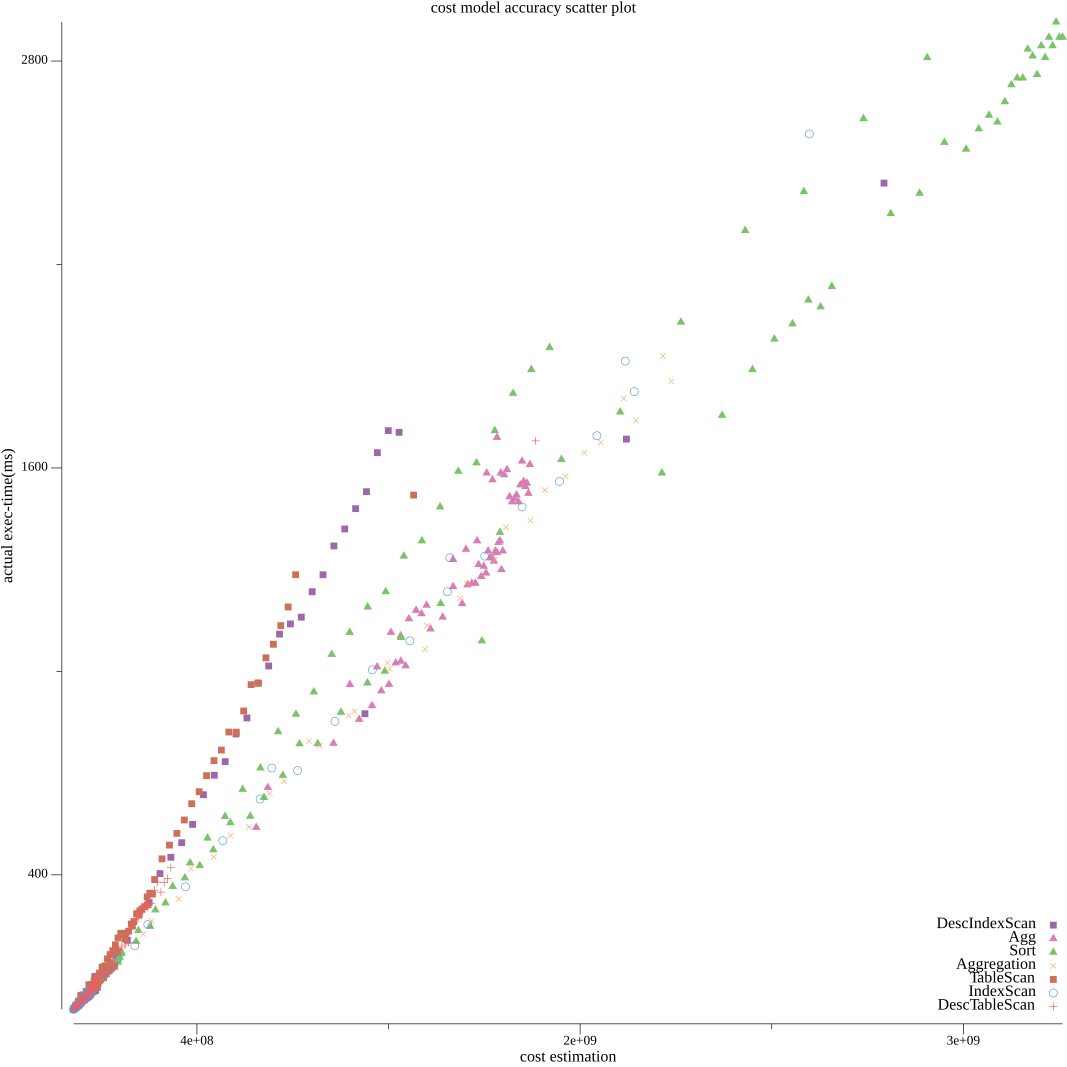 cost model accuracy scatter plot
2800
1600
400
actual exec-time(ms)
DescIndexScan
Agg
Sort
Aggregation
TableScan
IndexScan
DescTableScan
4e+08
2e+09
3e+09
cost estimation